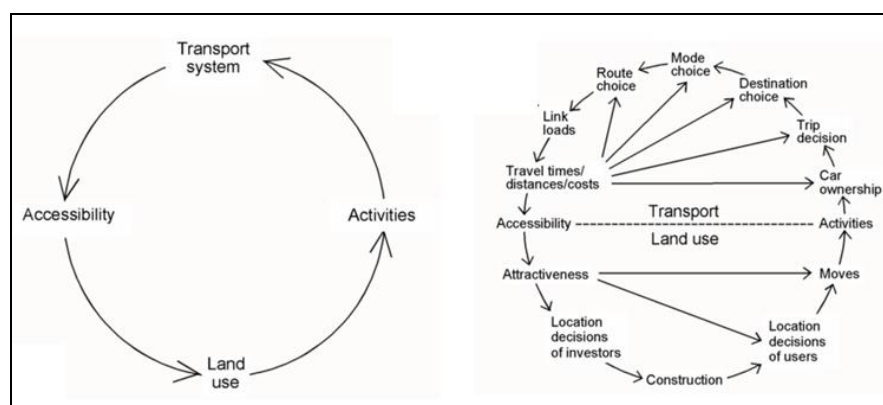 Transport
system
Accessibility
Activities
Land
use
Mode
choice
Route
choice
Destination
choice
Link
loads
Trip
decision
Travel times/
distances/costs
Car
ownership
Transport
Accessibility
Activities
Land use
Attractiveness
Moves
Location
decisions
of investors
Location
decisions
of users
Construction